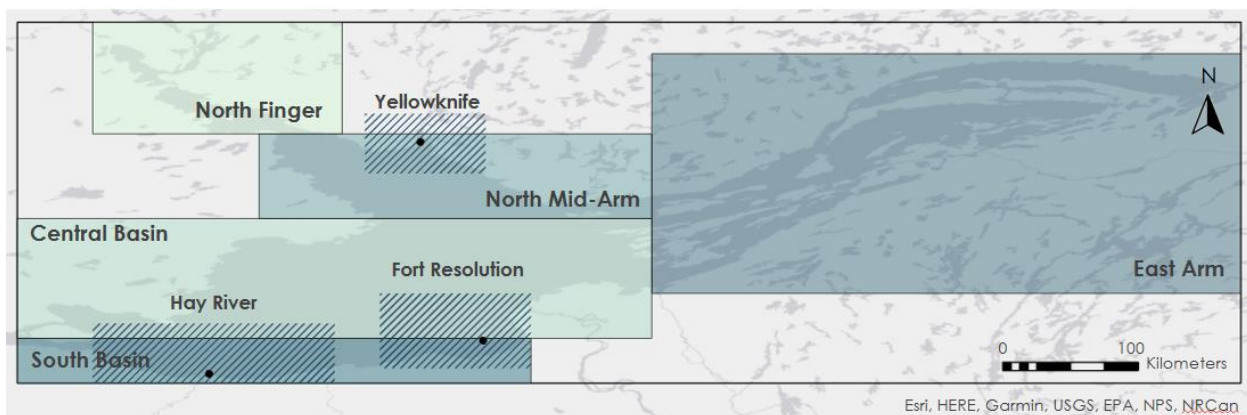 North Finger
Yellowknife
N
North Mid-Arm
Central Basin
Fort Resolution
East Arm
Hay River
South Basin
0 100
Kilometers
Esri, HERE, Garmin, USGS, EPA, NPS, NRCan